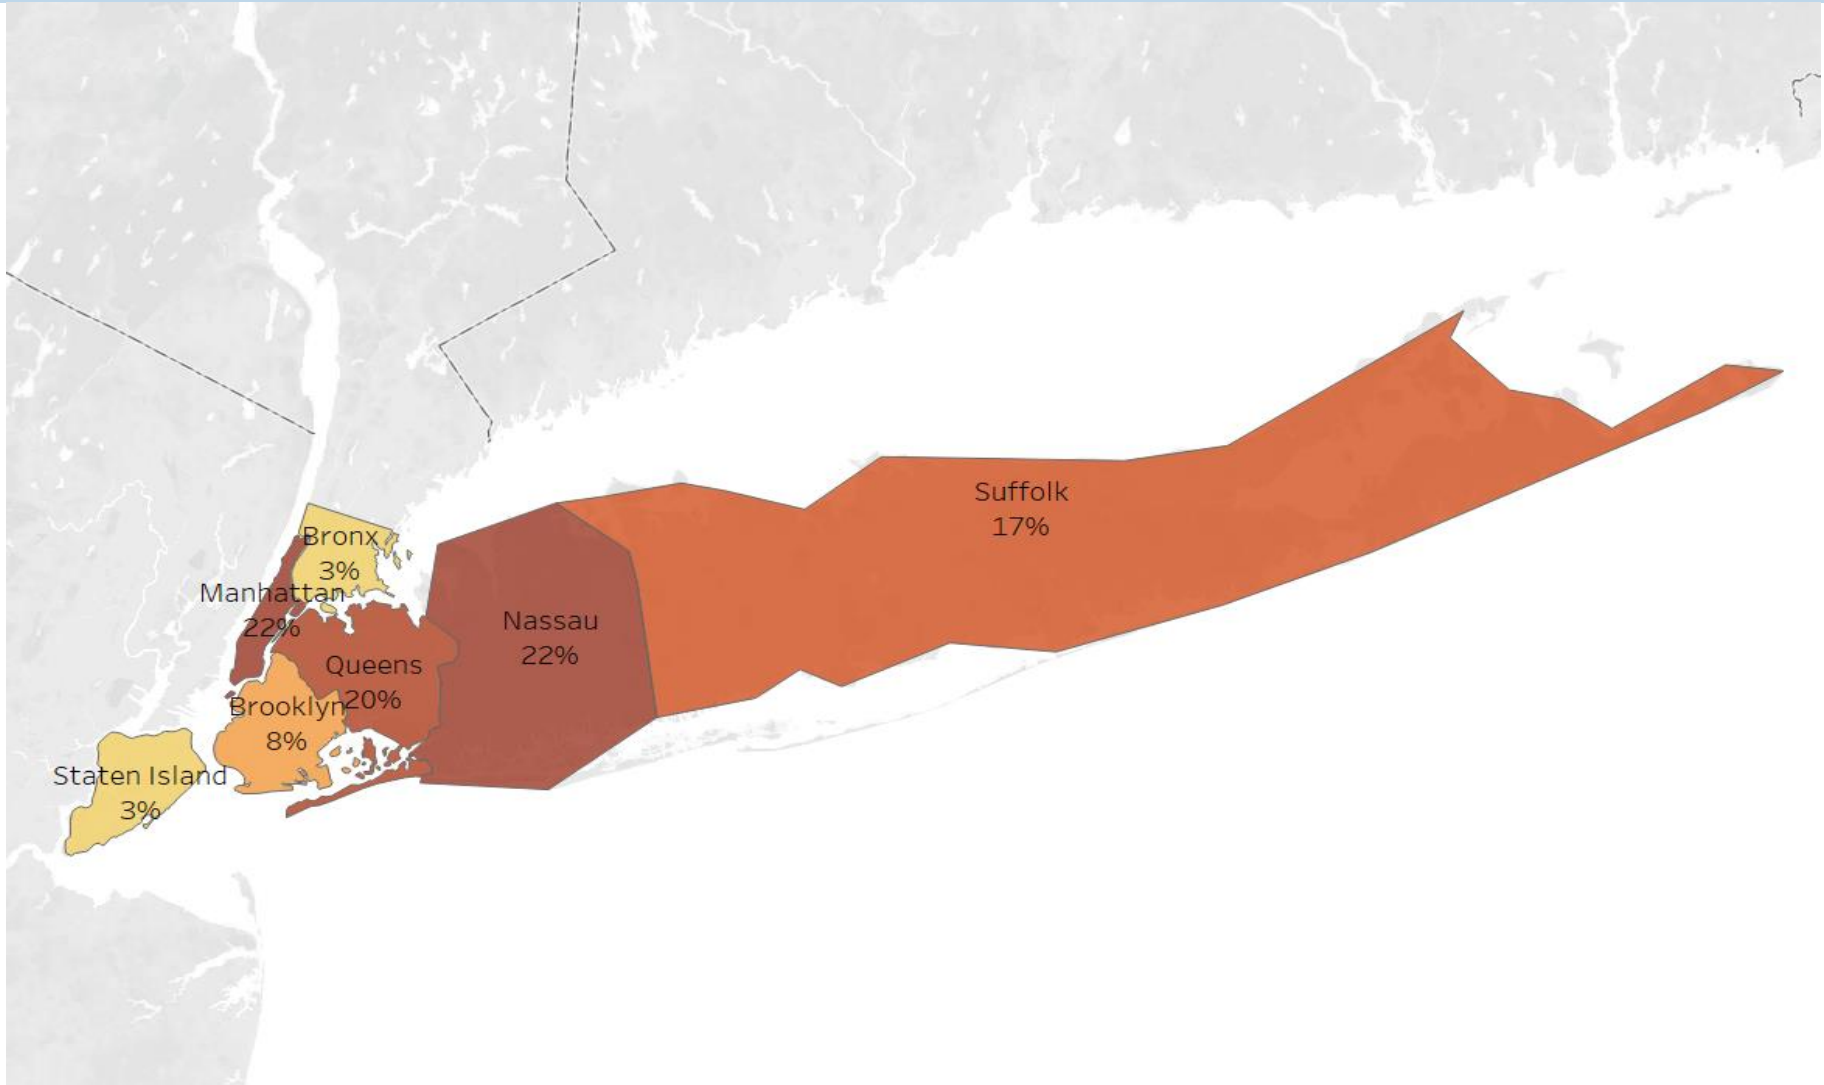 Bronx
3%
Manhattan
22%
Suffolk
17%
Nassau
22%
Queens
20%
Brooklyn
8%
Staten Island
3%